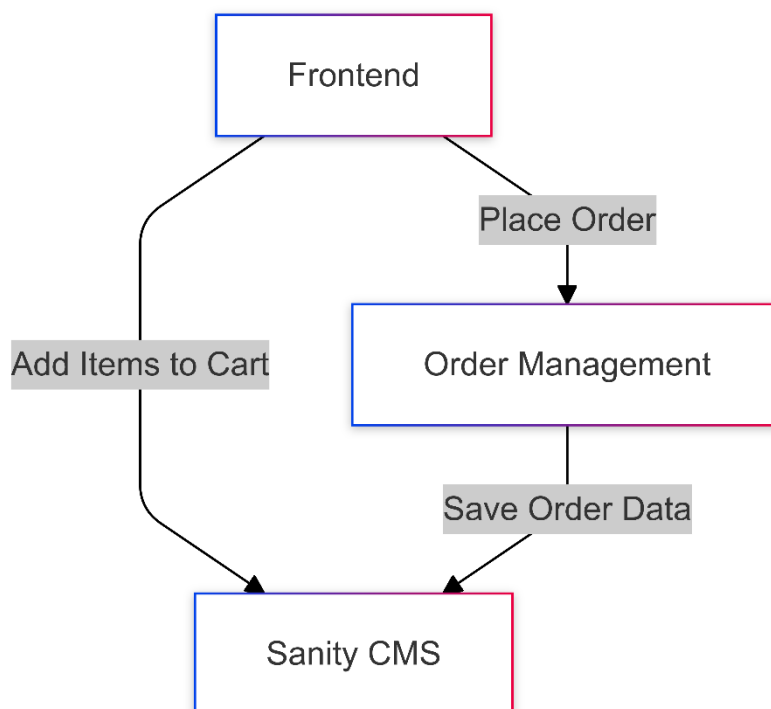 Frontend
Place Order
Add Items to Cart
Order Management
Save Order Data
Sanity CMS